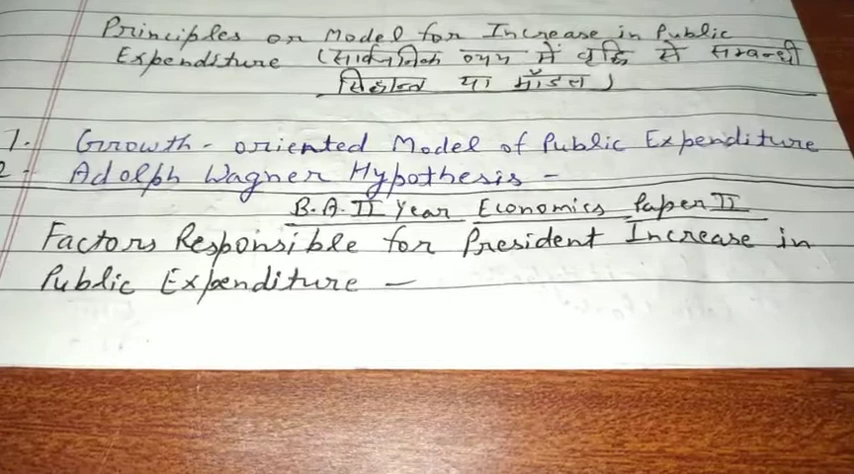 Principles or Model for Increase in Public
Expenditure (सार्वजनिक व्यय में वृद्धि से सम्बन्धी
सिद्धान्त या मॉडल)
1. Growth-oriented Model of Public Expenditure
2. Adolph Wagner Hypothesis -
B.A. II Year Economics Paper II
Factors Responsible for President Increase in
Public Expenditure -